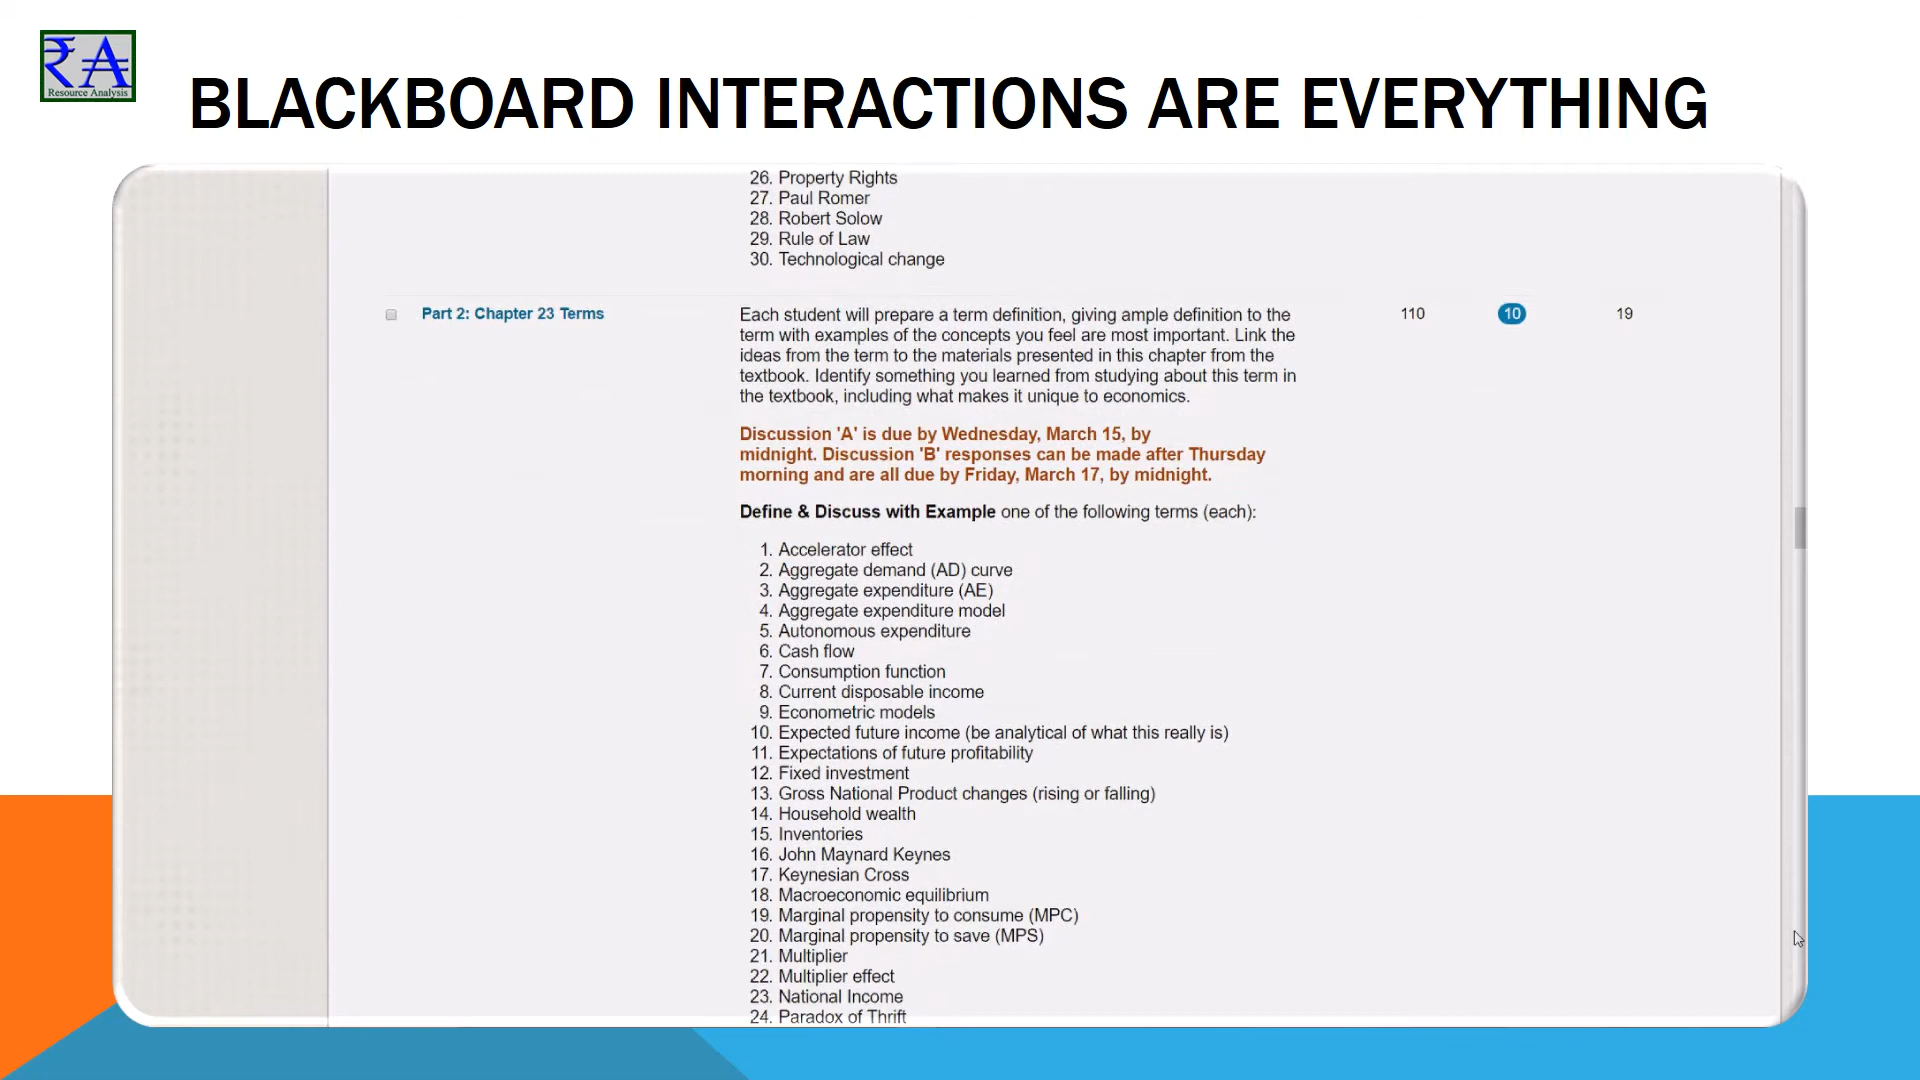 ₹A
Resource Analysis
BLACKBOARD INTERACTIONS ARE EVERYTHING
26. Property Rights
27. Paul Romer
28. Robert Solow
29. Rule of Law
30. Technological change
Part 2: Chapter 23 Terms
Each student will prepare a term definition, giving ample definition to the
term with examples of the concepts you feel are most important. Link the
ideas from the term to the materials presented in this chapter from the
textbook. Identify something you learned from studying about this term in
the textbook, including what makes it unique to economics.
110
10
19
Discussion 'A' is due by Wednesday, March 15, by
midnight. Discussion 'B' responses can be made after Thursday
morning and are all due by Friday, March 17, by midnight.
Define & Discuss with Example one of the following terms (each):
1. Accelerator effect
2. Aggregate demand (AD) curve
3. Aggregate expenditure (AE)
4. Aggregate expenditure model
5. Autonomous expenditure
6. Cash flow
7. Consumption function
8. Current disposable income
9. Econometric models
10. Expected future income (be analytical of what this really is)
11. Expectations of future profitability
12. Fixed investment
13. Gross National Product changes (rising or falling)
14. Household wealth
15. Inventories
16. John Maynard Keynes
17. Keynesian Cross
18. Macroeconomic equilibrium
19. Marginal propensity to consume (MPC)
20. Marginal propensity to save (MPS)
21. Multiplier
22. Multiplier effect
23. National Income
24. Paradox of Thrift